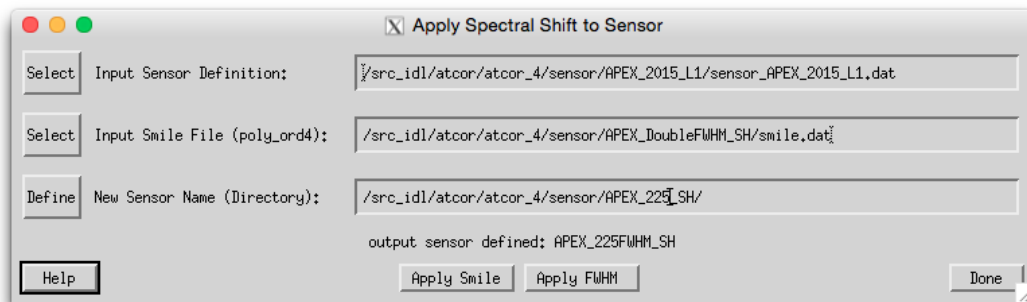 Apply Spectral Shift to Sensor
Select Input Sensor Definition: /src_idl/atcor/atcor_4/sensor/APEX_2015_L1/sensor_APEX_2015_L1.dat
Select Input Smile File (poly_ord4): /src_idl/atcor/atcor_4/sensor/APEX_DoubleFWHM_SH/smile.dat
Define New Sensor Name (Directory): /src_idl/atcor/atcor_4/sensor/APEX_225_SH/
output sensor defined: APEX_225FWHM_SH
Help Apply Smile Apply FWHM Done